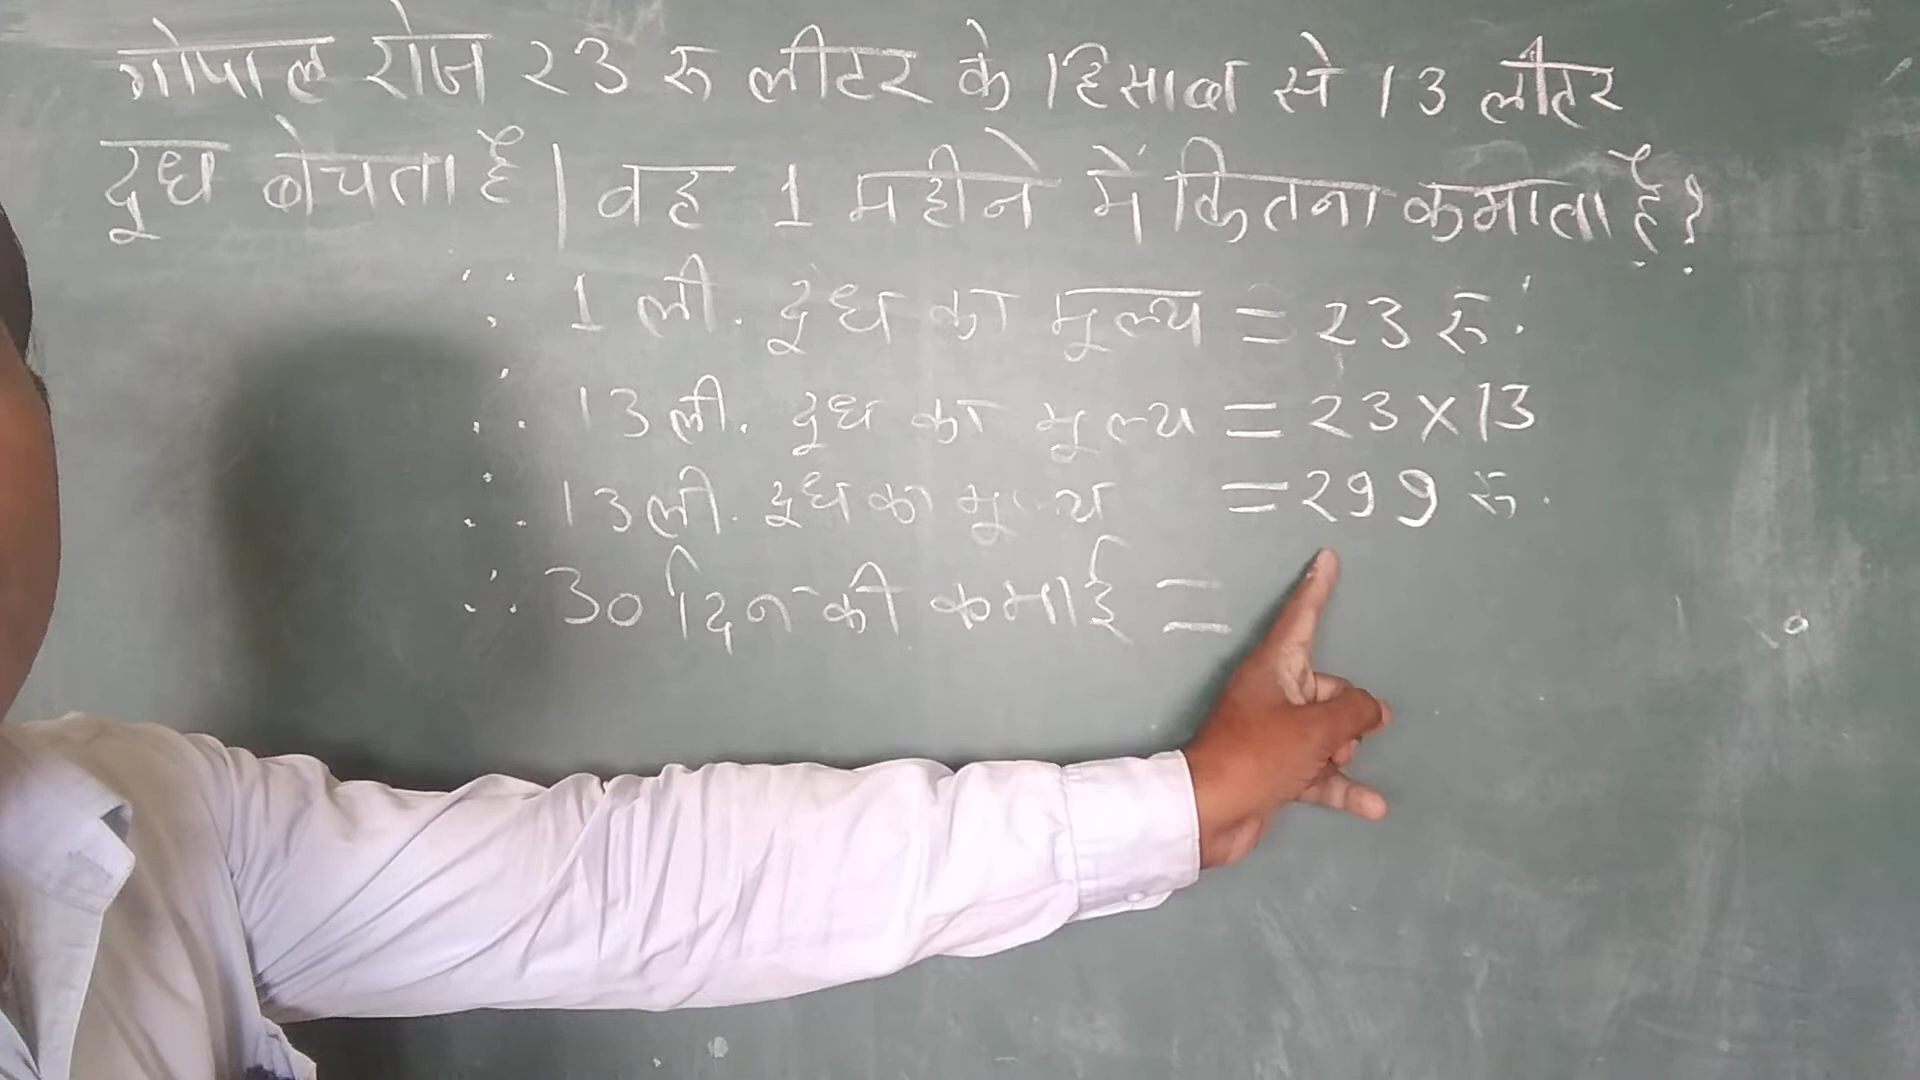 गोपाल रोज 23 रु लीटर के हिसाब से 13 लीटर
दूध बेचता है | वह 1 महीने में कितना कमाता है ?
∵ 1 ली. दूध का मूल्य = 23 रु.
∴ 13 ली. दूध का मूल्य = 23 × 13
∴ 13 ली. दूध का मूल्य = 299 रु.
∴ 30 दिन की कमाई =